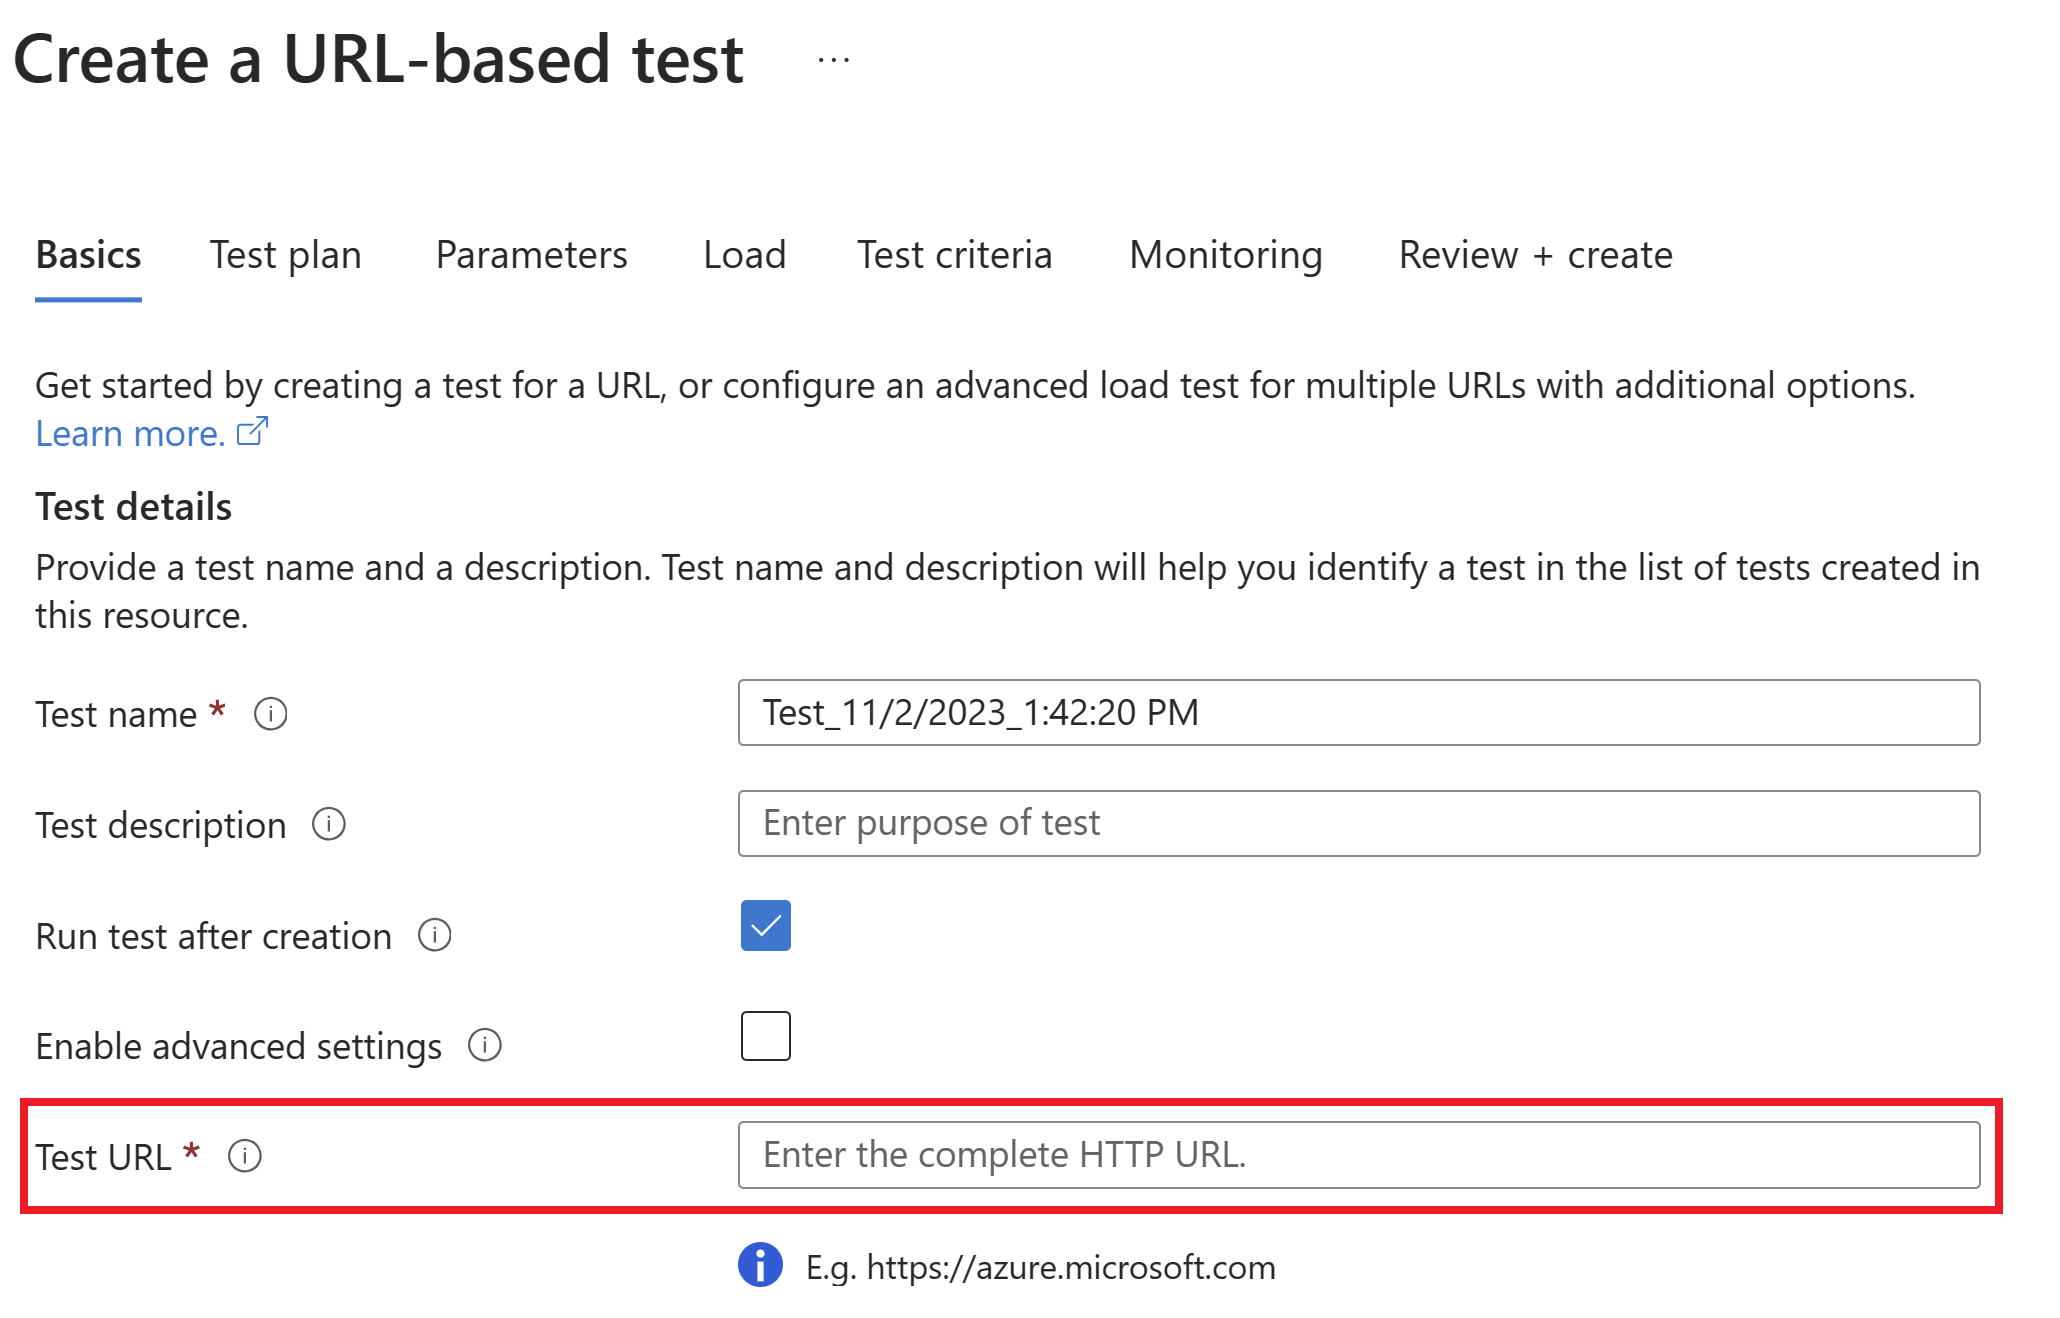 Create a URL-based test ...
Basics Test plan Parameters Load Test criteria Monitoring Review + create
Get started by creating a test for a URL, or configure an advanced load test for multiple URLs with additional options.
Learn more.
Test details
Provide a test name and a description. Test name and description will help you identify a test in the list of tests created in
this resource.
Test name * Test_11/2/2023_1:42:20 PM
Test description Enter purpose of test
Run test after creation
Enable advanced settings
Test URL * Enter the complete HTTP URL.
E.g. https://azure.microsoft.com